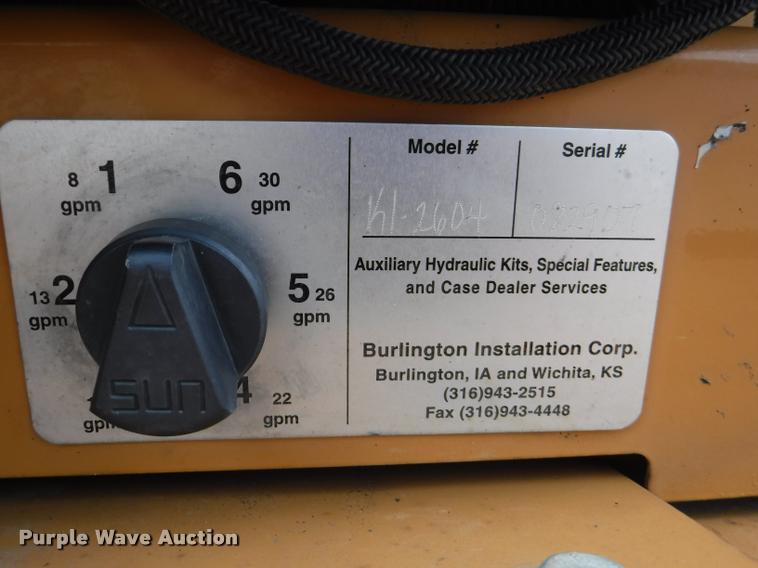 8 1
gpm
6 30
gpm
13 2
gpm
5 26
gpm
4 22
gpm
gpm
sun
Model # Serial #
KI-2604
Auxiliary Hydraulic Kits, Special Features,
and Case Dealer Services
Burlington Installation Corp.
Burlington, IA and Wichita, KS
(316)943-2515
Fax (316)943-4448
Purple Wave Auction